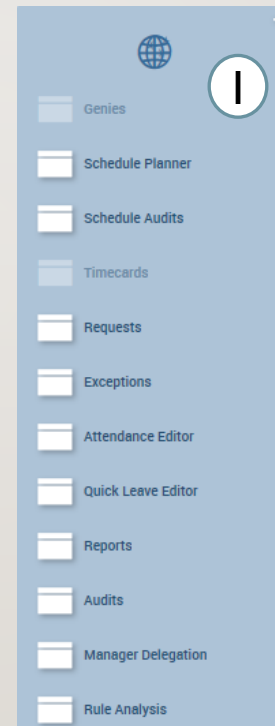 I
Genies
Schedule Planner
Schedule Audits
Timecards
Requests
Exceptions
Attendance Editor
Quick Leave Editor
Reports
Audits
Manager Delegation
Rule Analysis